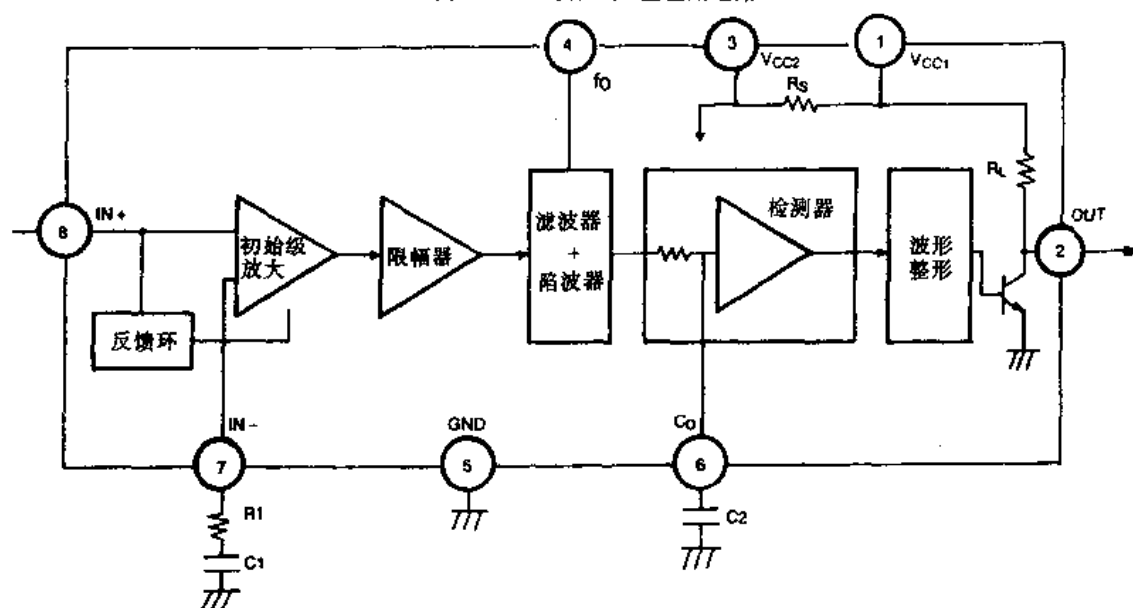 4
3
1
fo
VCC2
VCC1
RS
RL
8
IN +
初始级
放大
限幅器
滤波器
+
陷波器
检测器
波形
整形
OUT
2
反馈环
IN −
GND
Co
7
5
6
R1
C1
C2